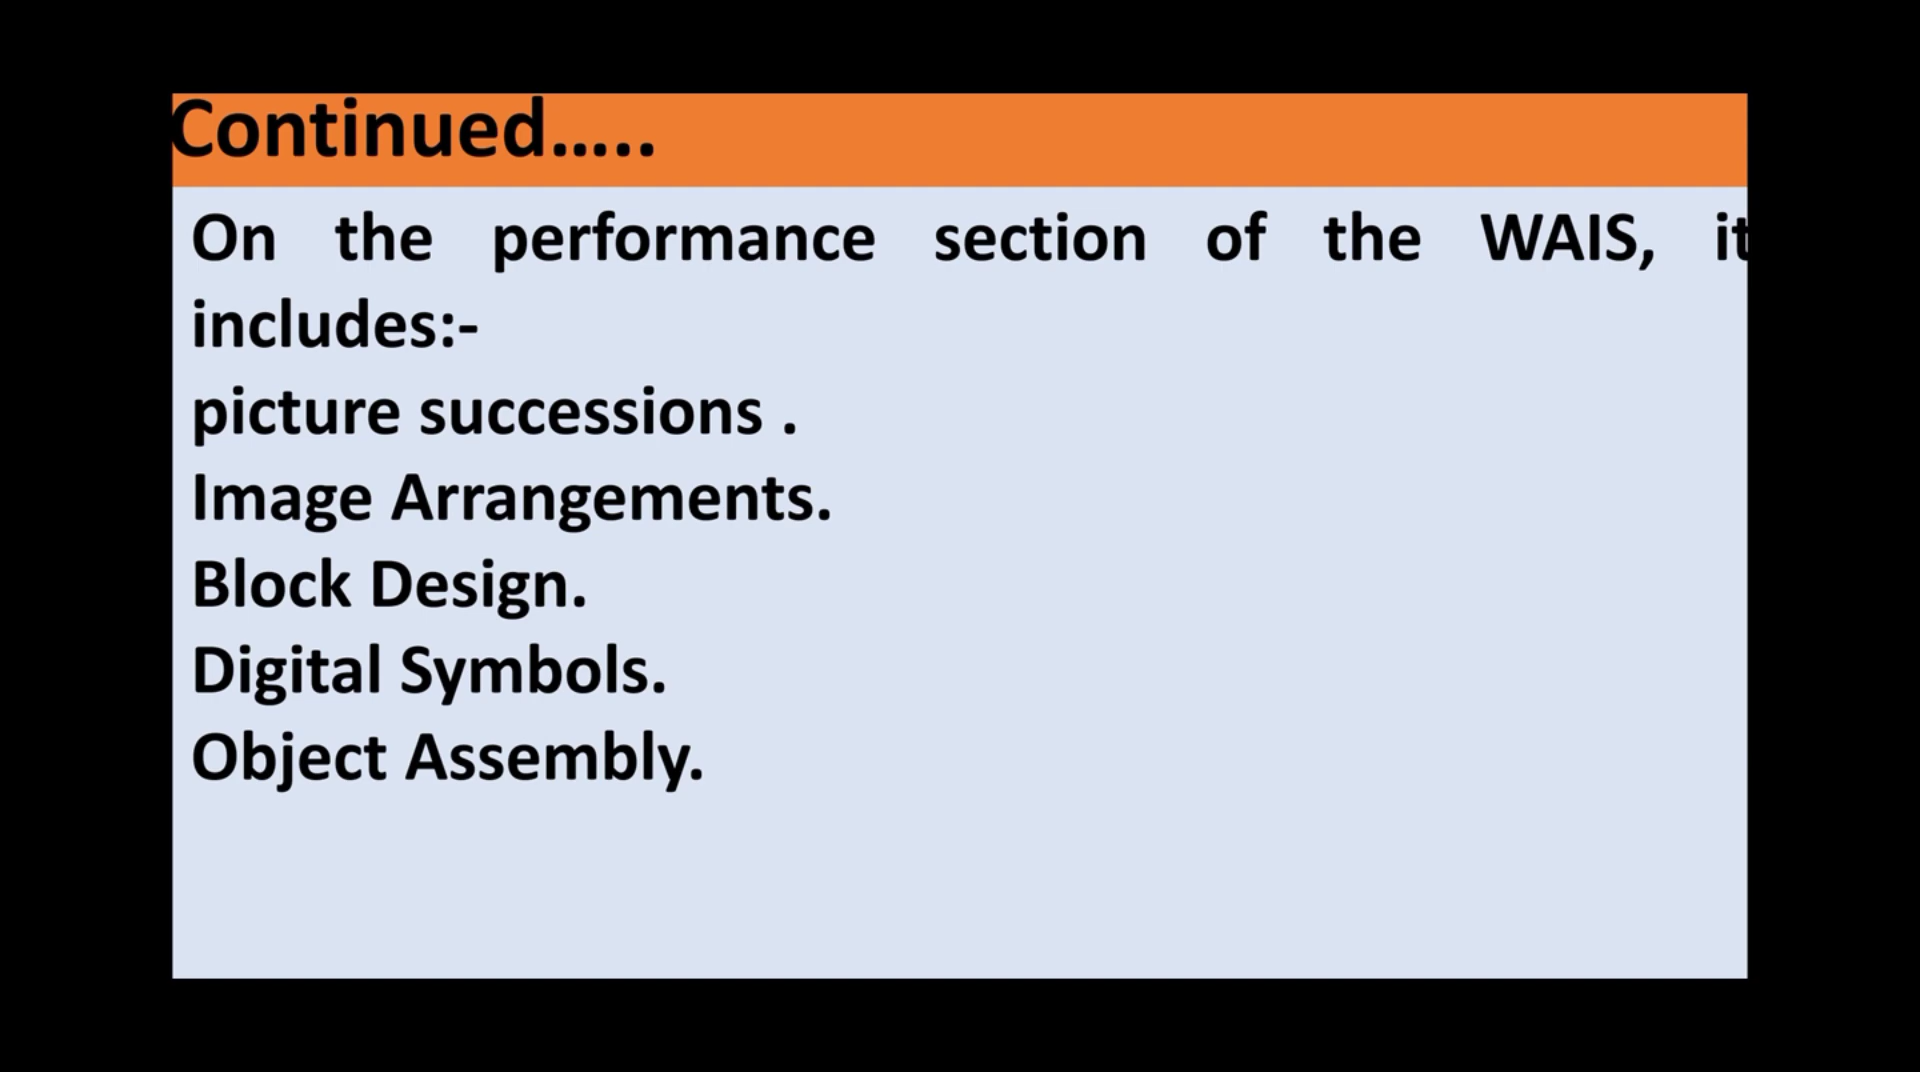 Continued…..
On the performance section of the WAIS, it
includes:-
picture successions .
Image Arrangements.
Block Design.
Digital Symbols.
Object Assembly.